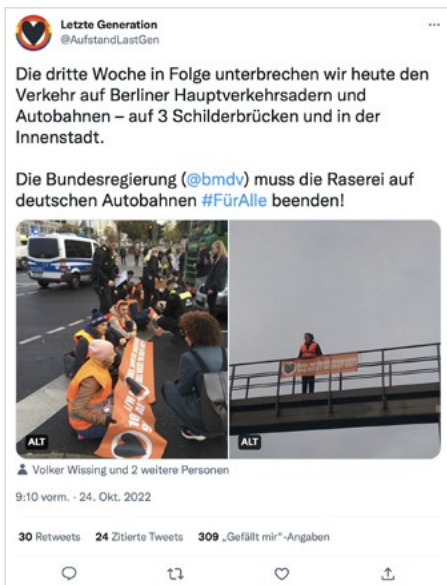 Letzte Generation
@AufstandLastGen
Die dritte Woche in Folge unterbrechen wir heute den
Verkehr auf Berliner Hauptverkehrsadern und
Autobahnen – auf 3 Schilderbrücken und in der
Innenstadt.
Die Bundesregierung (@bmdv) muss die Raserei auf
deutschen Autobahnen #FürAlle beenden!
ALT
ALT
Volker Wissing und 2 weitere Personen
9:10 vorm. · 24. Okt. 2022
30 Retweets 24 Zitierte Tweets 309 „Gefällt mir“-Angaben